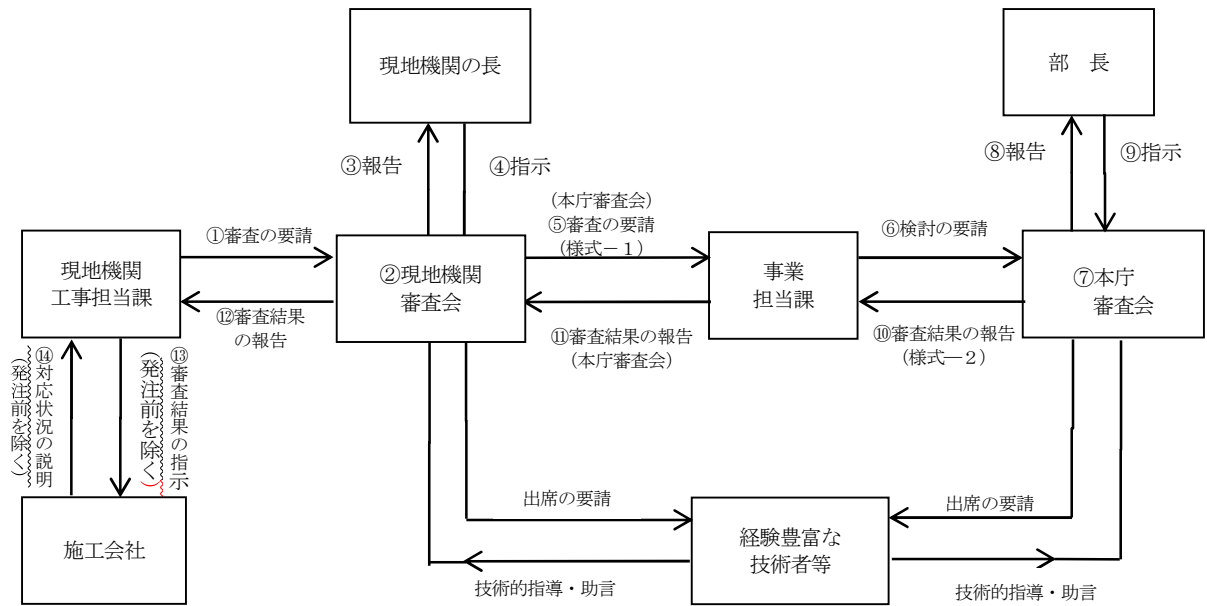 現地機関の長
部　長
③報告
④指示
⑧報告
⑨指示
(本庁審査会)
⑤審査の要請
(様式－1)
①審査の要請
⑥検討の要請
現地機関
工事担当課
②現地機関
審査会
事業
担当課
⑦本庁
審査会
⑫審査結果
の報告
⑪審査結果の報告
(本庁審査会)
⑩審査結果の報告
(様式―2)
⑭対応状況の説明
(発注前を除く)
⑬審査結果の指示
(発注前を除く)
施工会社
出席の要請
出席の要請
経験豊富な
技術者等
技術的指導・助言
技術的指導・助言